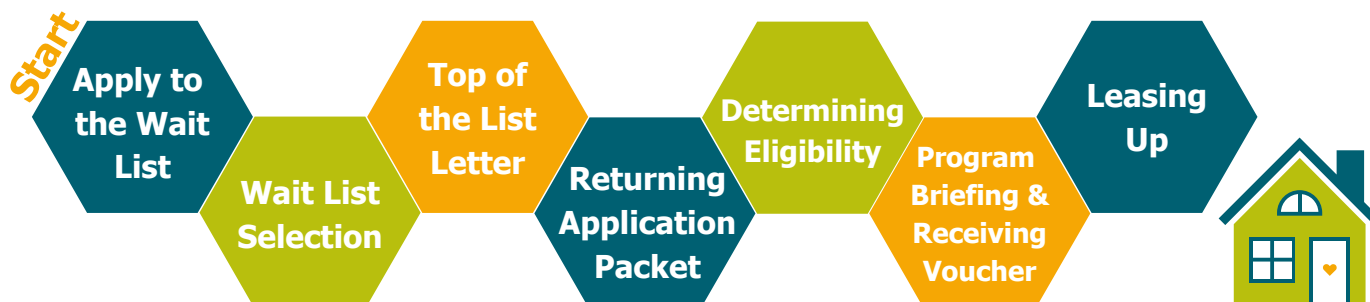 Start
Apply to
the Wait
List
Wait List
Selection
Top of
the List
Letter
Returning
Application
Packet
Determining
Eligibility
Program
Briefing &
Receiving
Voucher
Leasing
Up